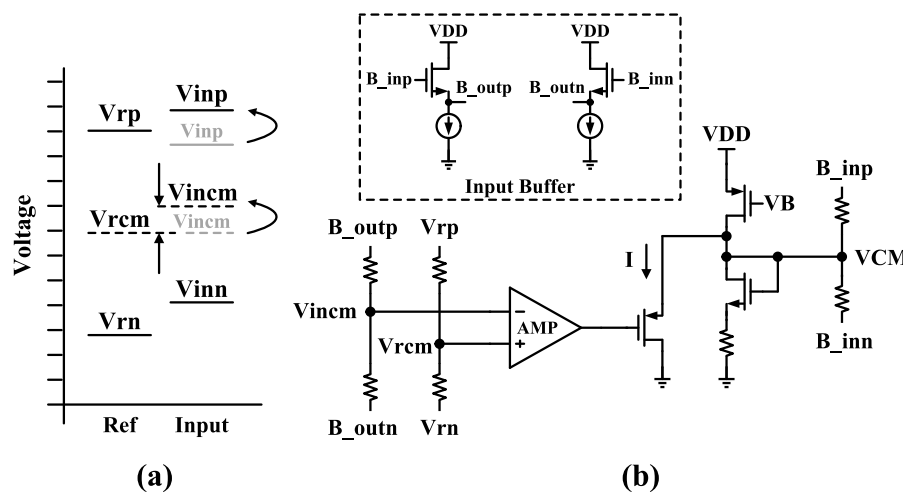 Voltage
Vinp
Vrp
Vinp
Vincm
Vrcm
Vincm
Vinn
Vrn
Ref
Input
(a)
VDD
VDD
B_inp
B_outp
B_outn
B_inn
Input Buffer
VDD
B_inp
VB
B_outp
Vrp
I
VCM
Vincm
−
AMP
Vrcm
+
B_inn
B_outn
Vrn
(b)